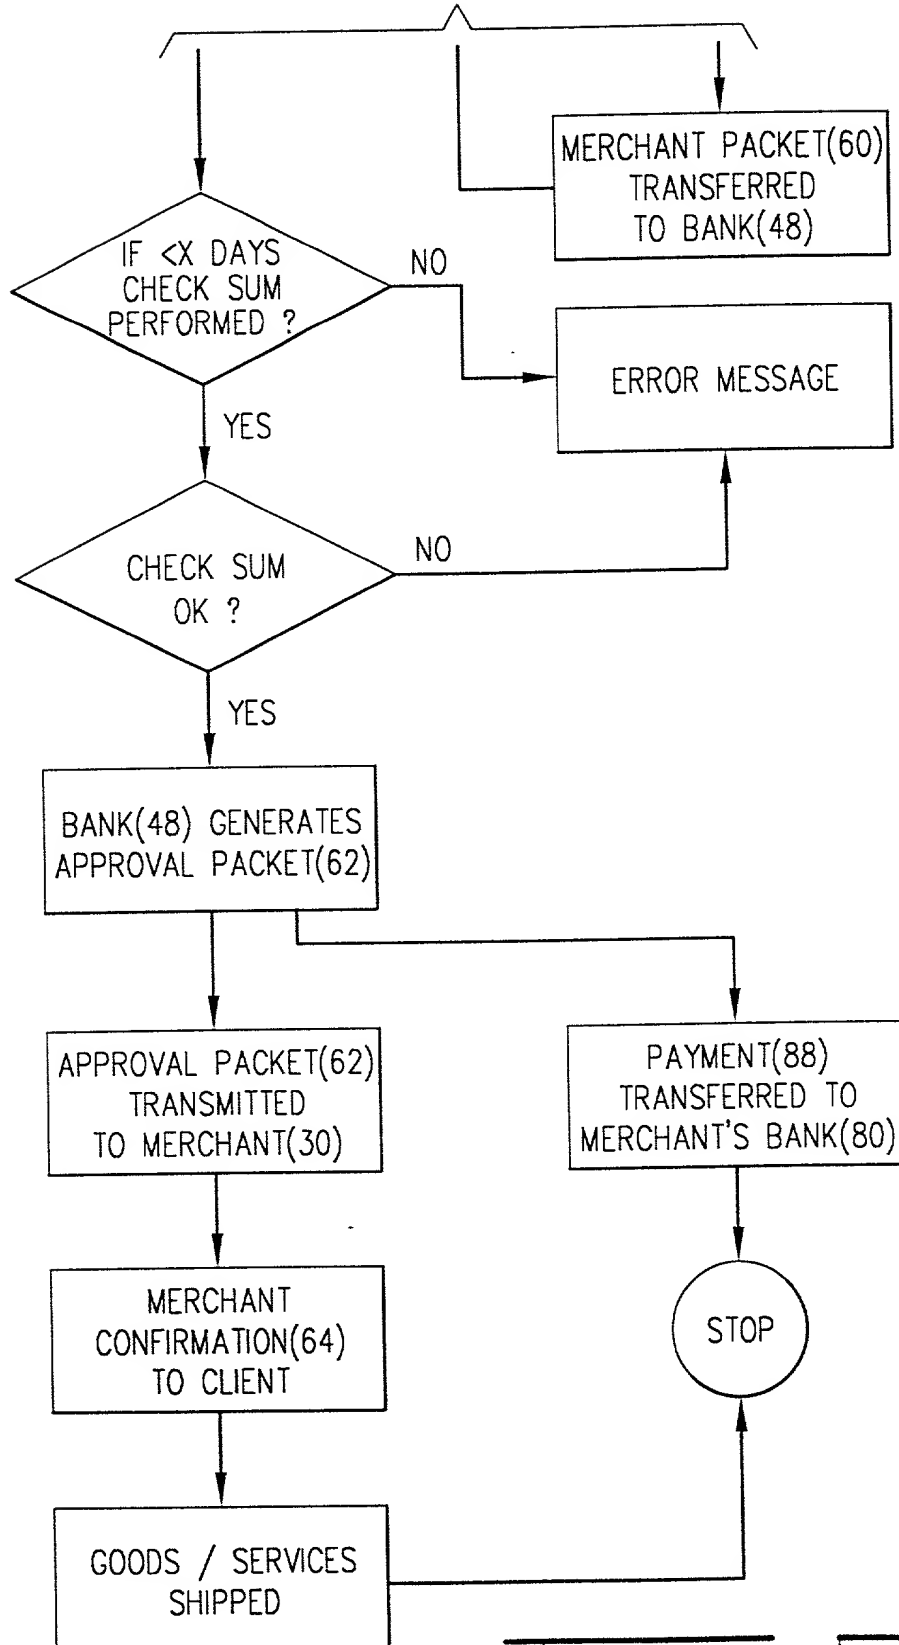 MERCHANT PACKET(60)
TRANSFERRED
TO BANK(48)
IF <X DAYS
CHECK SUM
PERFORMED ?
NO
ERROR MESSAGE
YES
CHECK SUM
OK ?
NO
YES
BANK(48) GENERATES
APPROVAL PACKET(62)
APPROVAL PACKET(62)
TRANSMITTED
TO MERCHANT(30)
PAYMENT(88)
TRANSFERRED TO
MERCHANT'S BANK(80)
MERCHANT
CONFIRMATION(64)
TO CLIENT
STOP
GOODS / SERVICES
SHIPPED